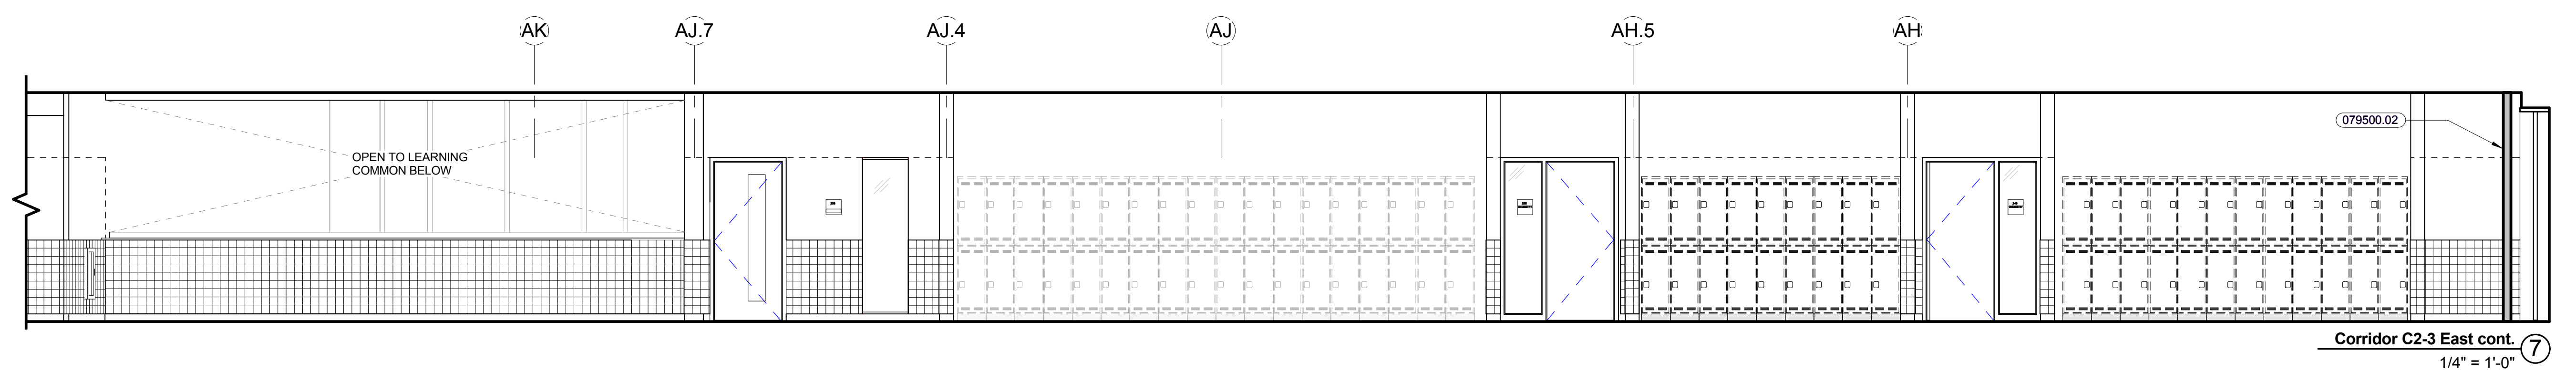 AK
AJ.7
AJ.4
AJ
AH.5
AH
079500.02
OPEN TO LEARNING
COMMON BELOW
Corridor C2-3 East cont.
7
1/4" = 1'-0"